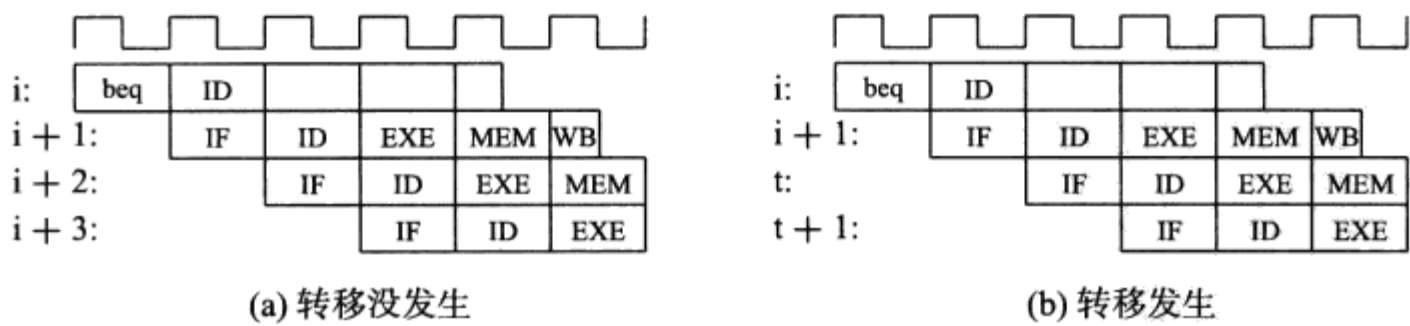 i: beq ID i: beq ID
i + 1: IF ID EXE MEM WB i + 1: IF ID EXE MEM WB
i + 2: IF ID EXE MEM t: IF ID EXE MEM
i + 3: IF ID EXE t + 1: IF ID EXE
(a) 转移没发生 (b) 转移发生